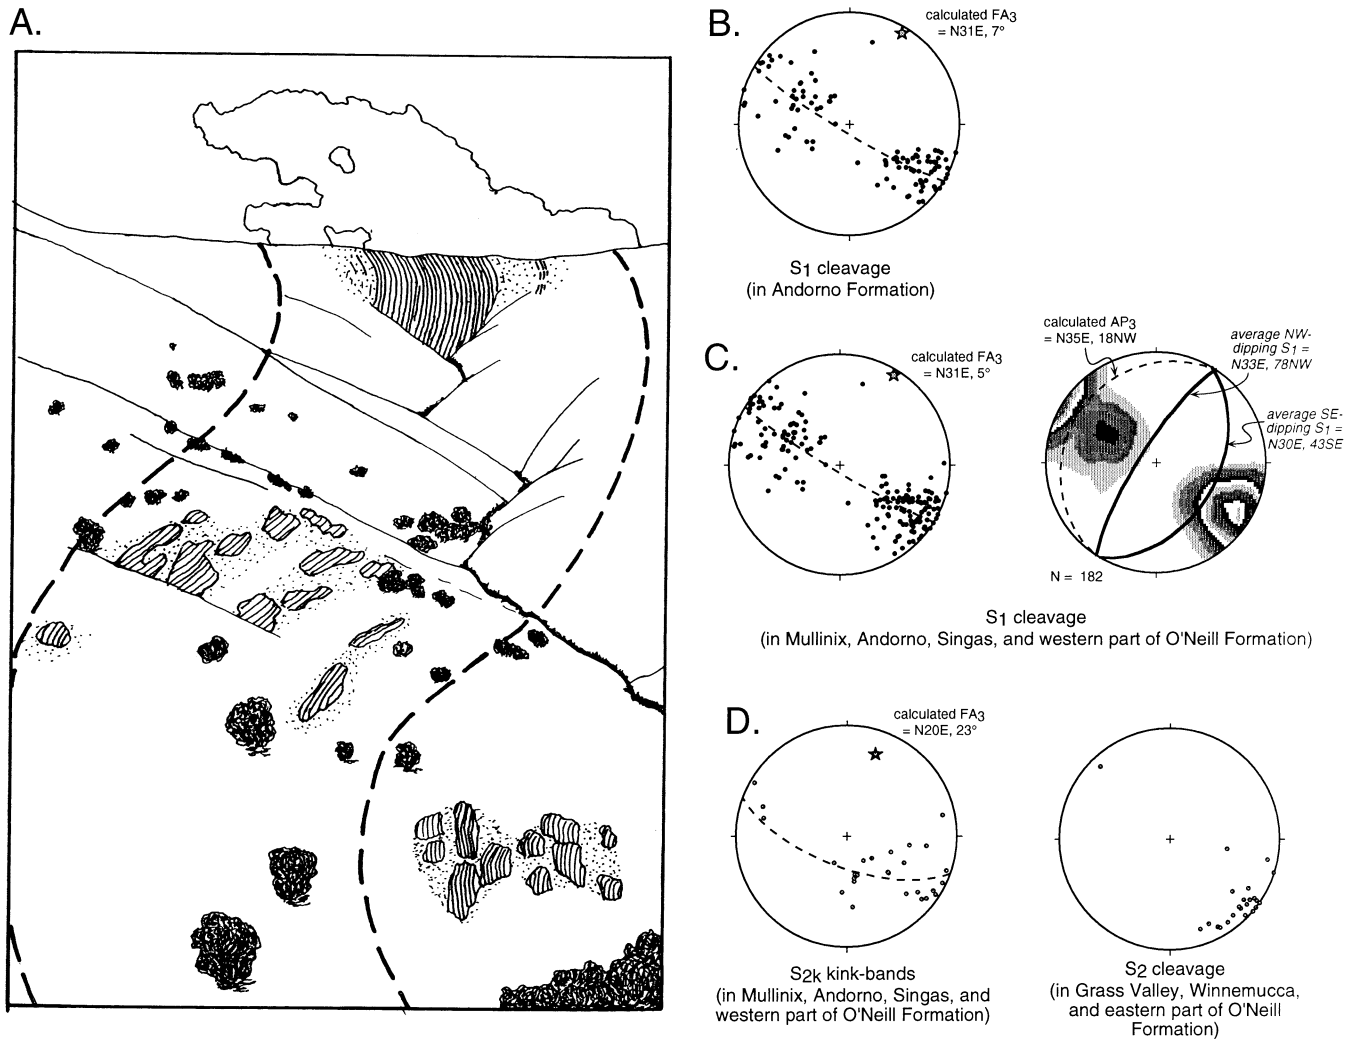 A.
B.
calculated FA3
= N31E, 7°
S1 cleavage
(in Andorno Formation)
C.
calculated FA3
= N31E, 5°
calculated AP3
= N35E, 18NW
average NW-
dipping S1 =
N33E, 78NW
average SE-
dipping S1 =
N30E, 43SE
N = 182
S1 cleavage
(in Mullinix, Andorno, Singas, and western part of O'Neill Formation)
D.
calculated FA3
= N20E, 23°
S2k kink-bands
(in Mullinix, Andorno, Singas, and
western part of O'Neill Formation)
S2 cleavage
(in Grass Valley, Winnemucca,
and eastern part of O'Neill
Formation)